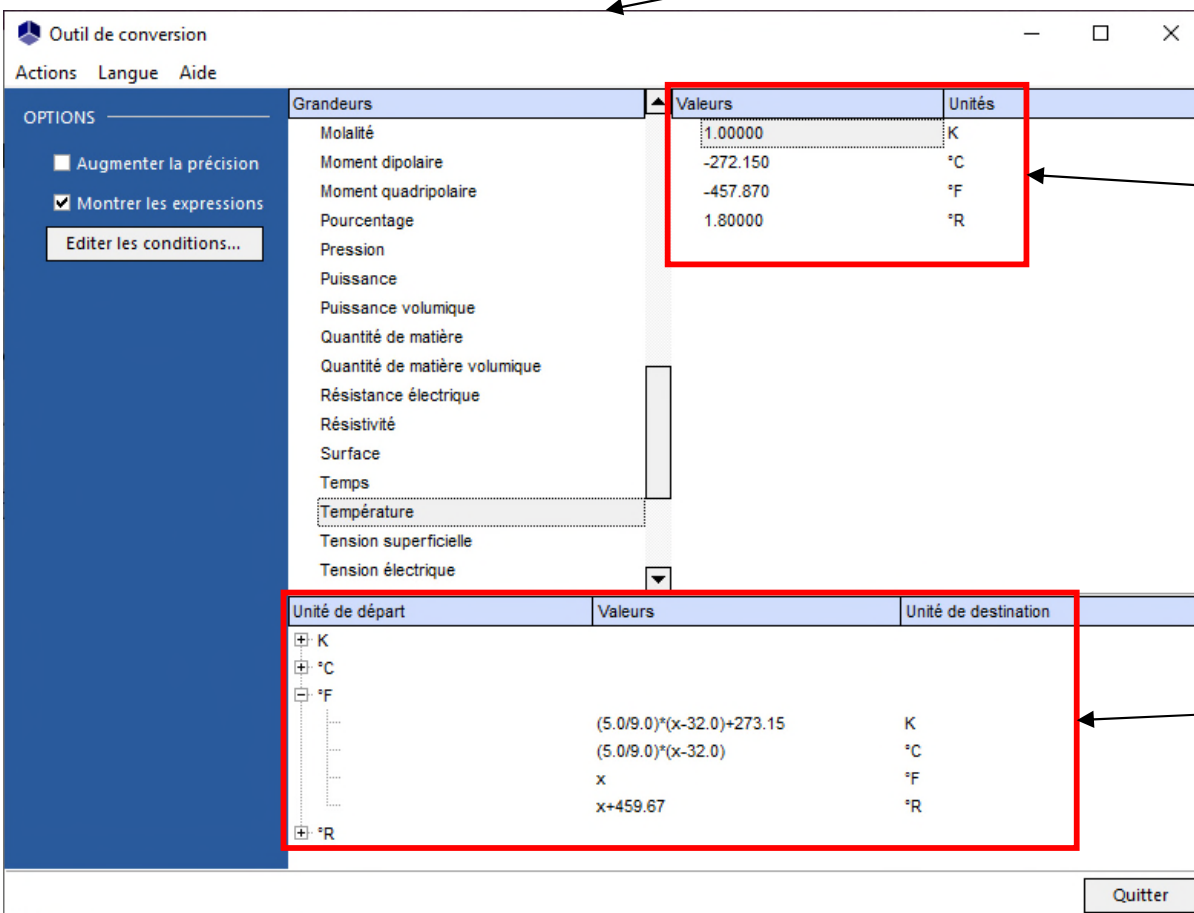 Outil de conversion
Actions Langue Aide
OPTIONS
Augmenter la précision
Montrer les expressions
Editer les conditions...
Grandeurs
Molalité
Moment dipolaire
Moment quadripolaire
Pourcentage
Pression
Puissance
Puissance volumique
Quantité de matière
Quantité de matière volumique
Résistance électrique
Résistivité
Surface
Temps
Température
Tension superficielle
Tension électrique
Valeurs Unités
1.00000 K
-272.150 °C
-457.870 °F
1.80000 °R
Unité de départ Valeurs Unité de destination
K
°C
°F
(5.0/9.0)*(x-32.0)+273.15 K
(5.0/9.0)*(x-32.0) °C
x °F
x+459.67 °R
°R
Quitter